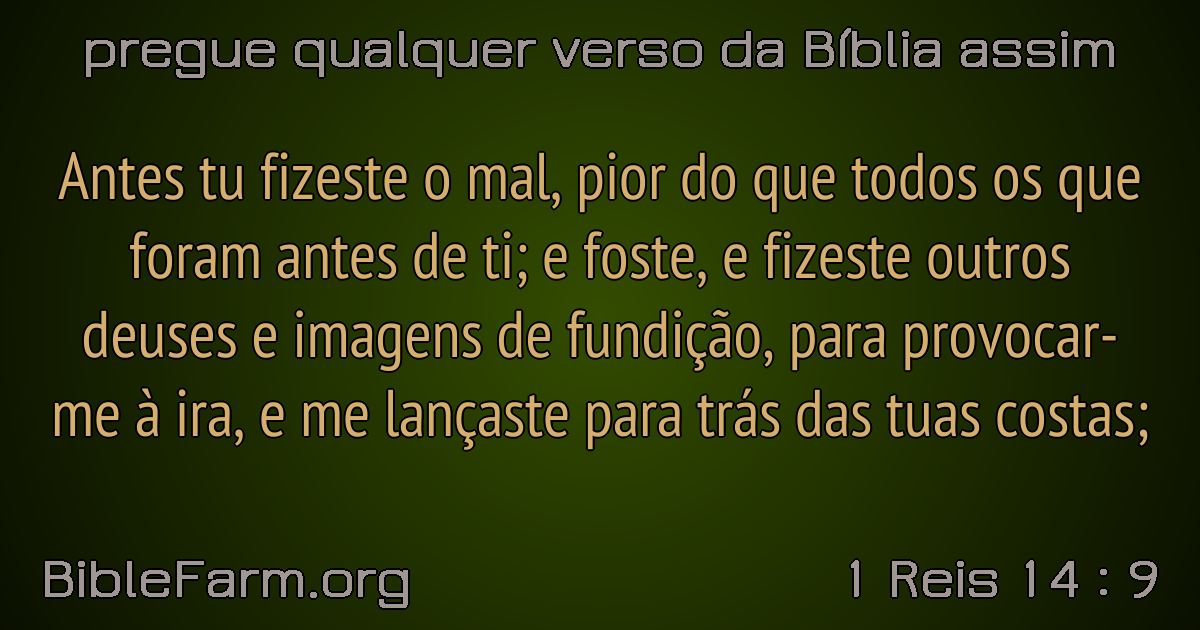 pregue qualquer verso da Bíblia assim
Antes tu fizeste o mal, pior do que todos os que
foram antes de ti; e foste, e fizeste outros
deuses e imagens de fundição, para provocar-
me à ira, e me lançaste para trás das tuas costas;
BibleFarm.org
1 Reis 14 : 9